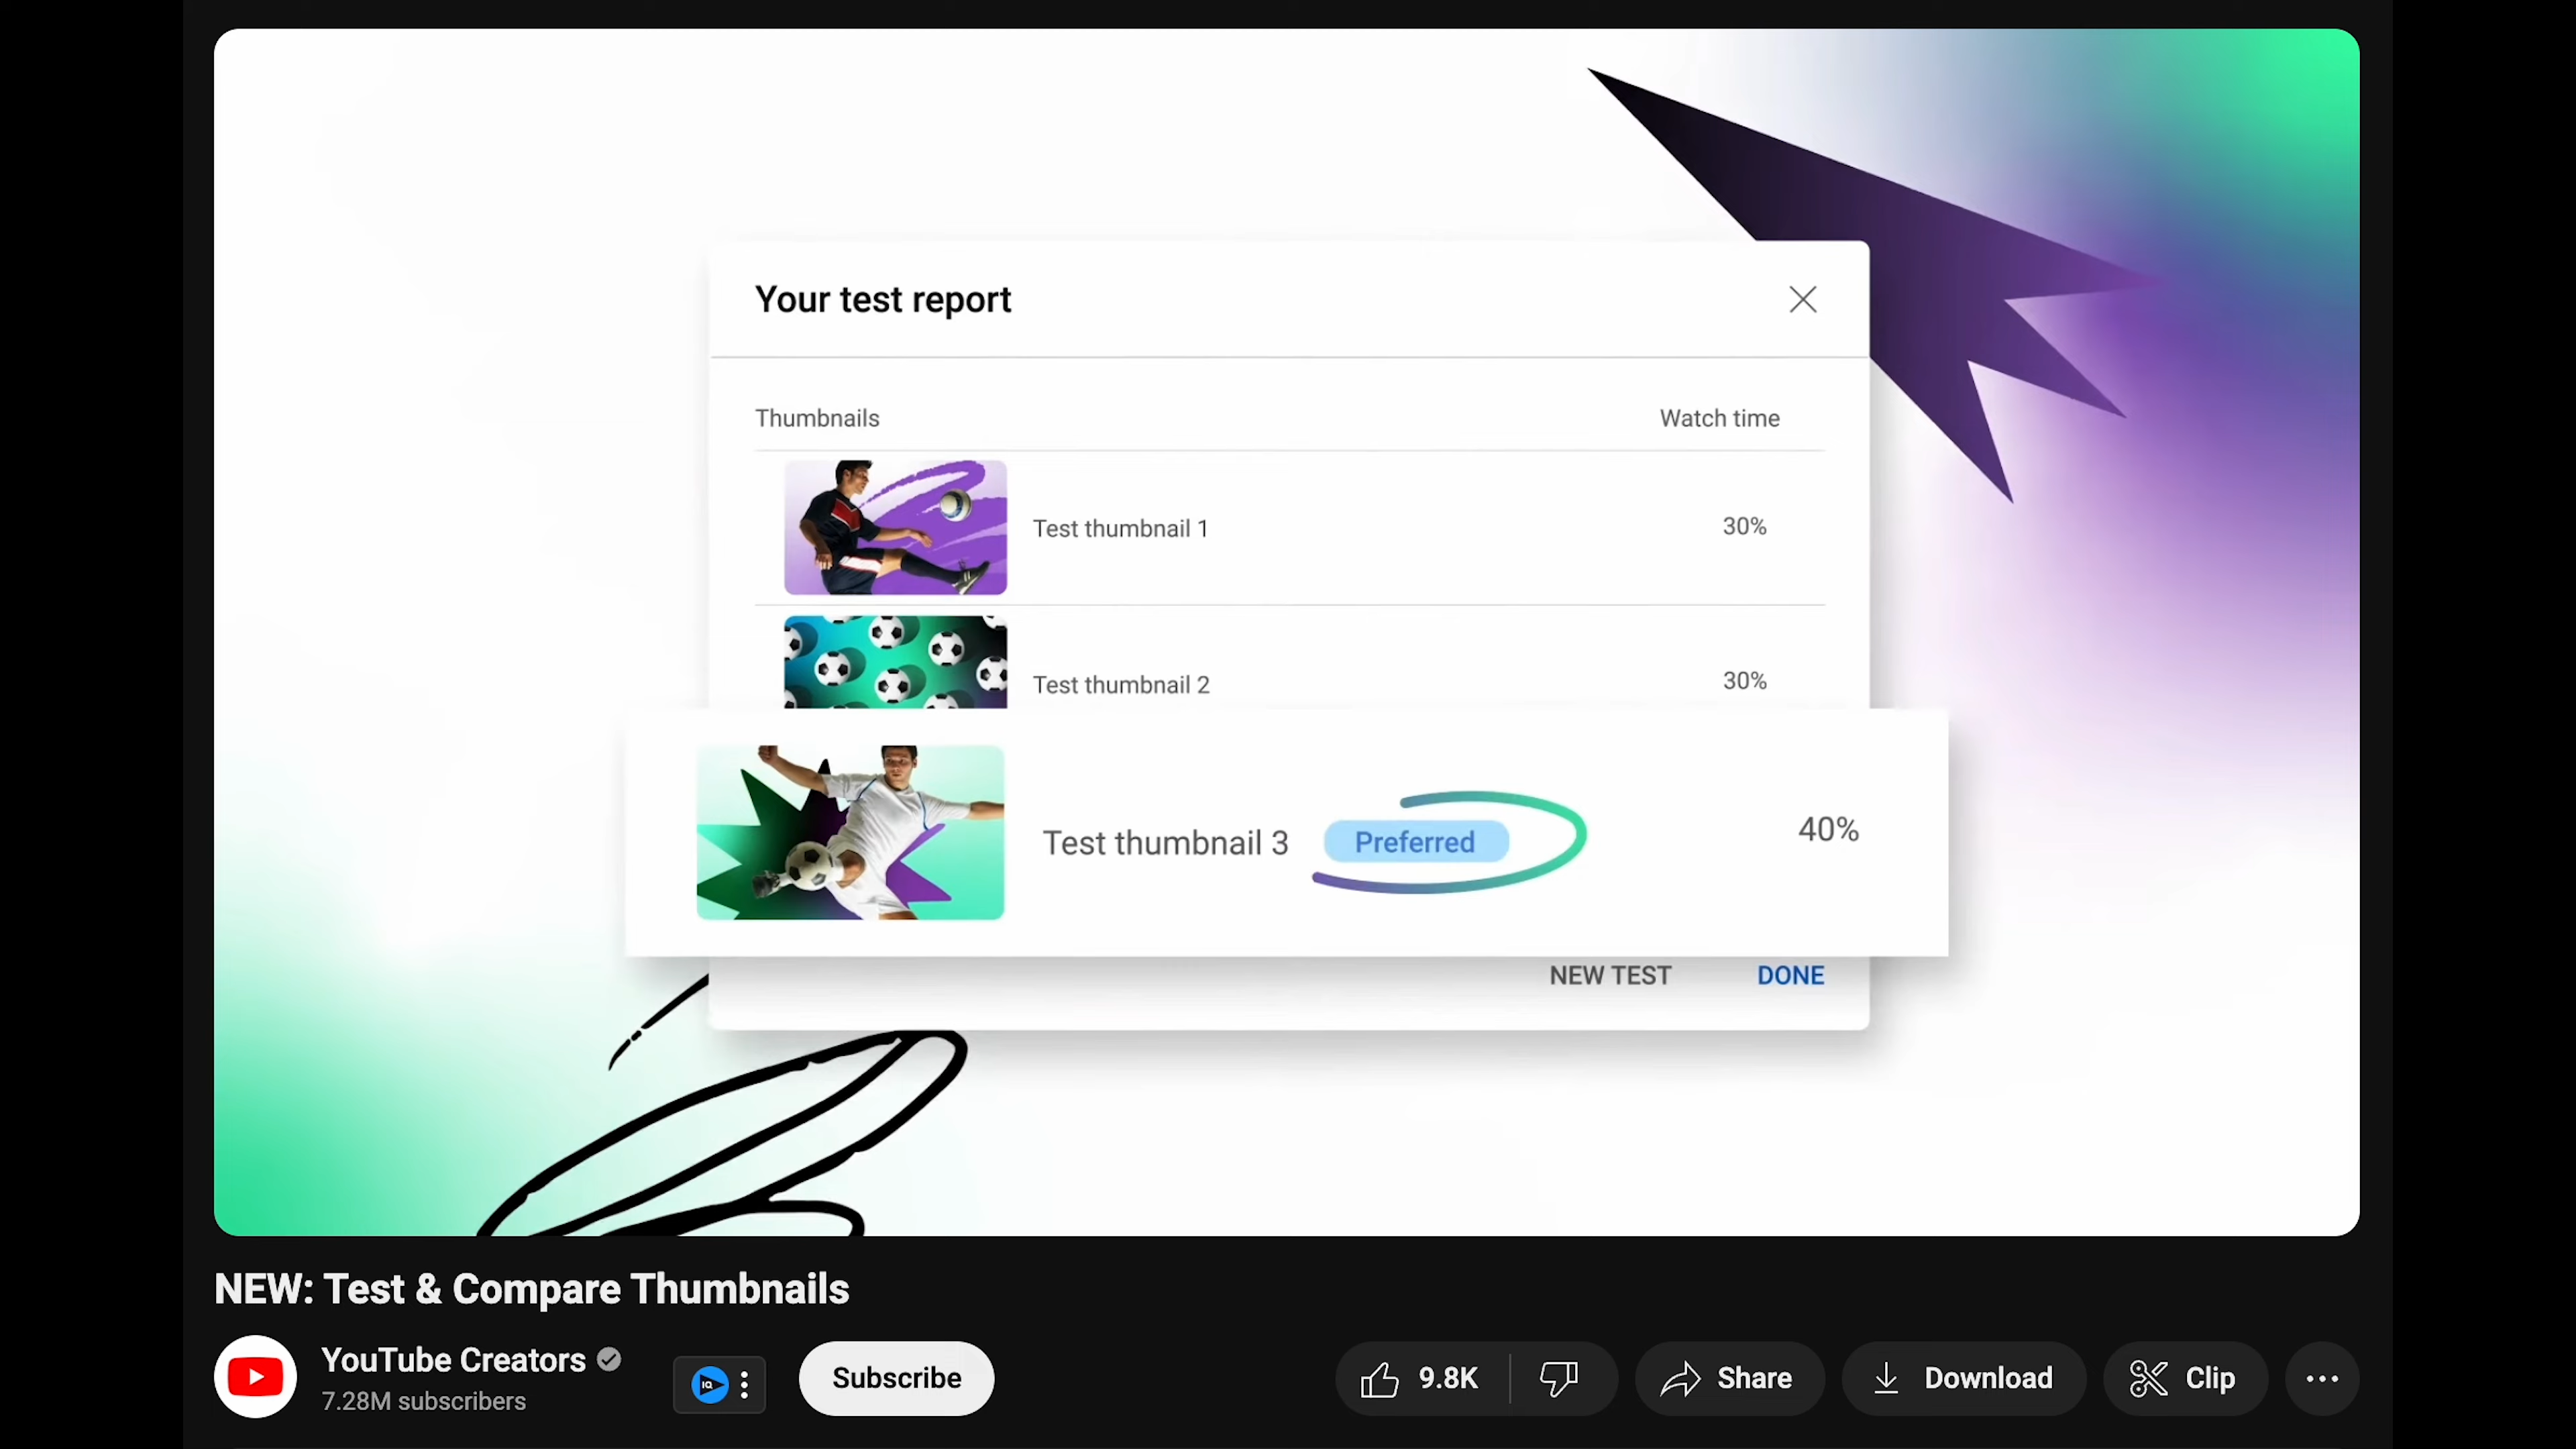 Your test report
Thumbnails Watch time
Test thumbnail 1 30%
Test thumbnail 2 30%
Test thumbnail 3 Preferred 40%
NEW TEST DONE
NEW: Test & Compare Thumbnails
YouTube Creators
7.28M subscribers
IQ
Subscribe
9.8K
Share
Download
Clip